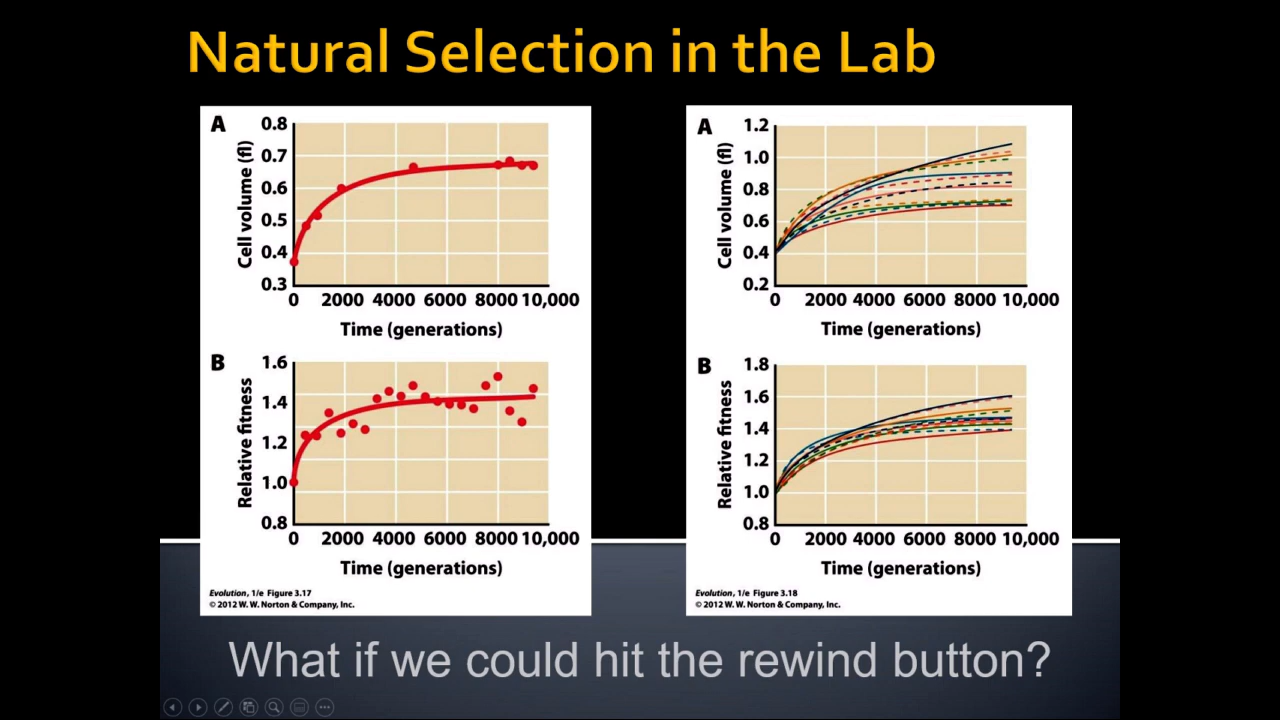 Natural Selection in the Lab
A
Cell volume (fl)
0.8
0.7
0.6
0.5
0.4
0.3
0 2000 4000 6000 8000 10,000
Time (generations)
B
Relative fitness
1.6
1.4
1.2
1.0
0.8
0 2000 4000 6000 8000 10,000
Time (generations)
Evolution, 1/e Figure 3.17
© 2012 W. W. Norton & Company, Inc.
A
Cell volume (fl)
1.2
1.0
0.8
0.6
0.4
0.2
0 2000 4000 6000 8000 10,000
Time (generations)
B
Relative fitness
1.8
1.6
1.4
1.2
1.0
0.8
0 2000 4000 6000 8000 10,000
Time (generations)
Evolution, 1/e Figure 3.18
© 2012 W. W. Norton & Company, Inc.
What if we could hit the rewind button?